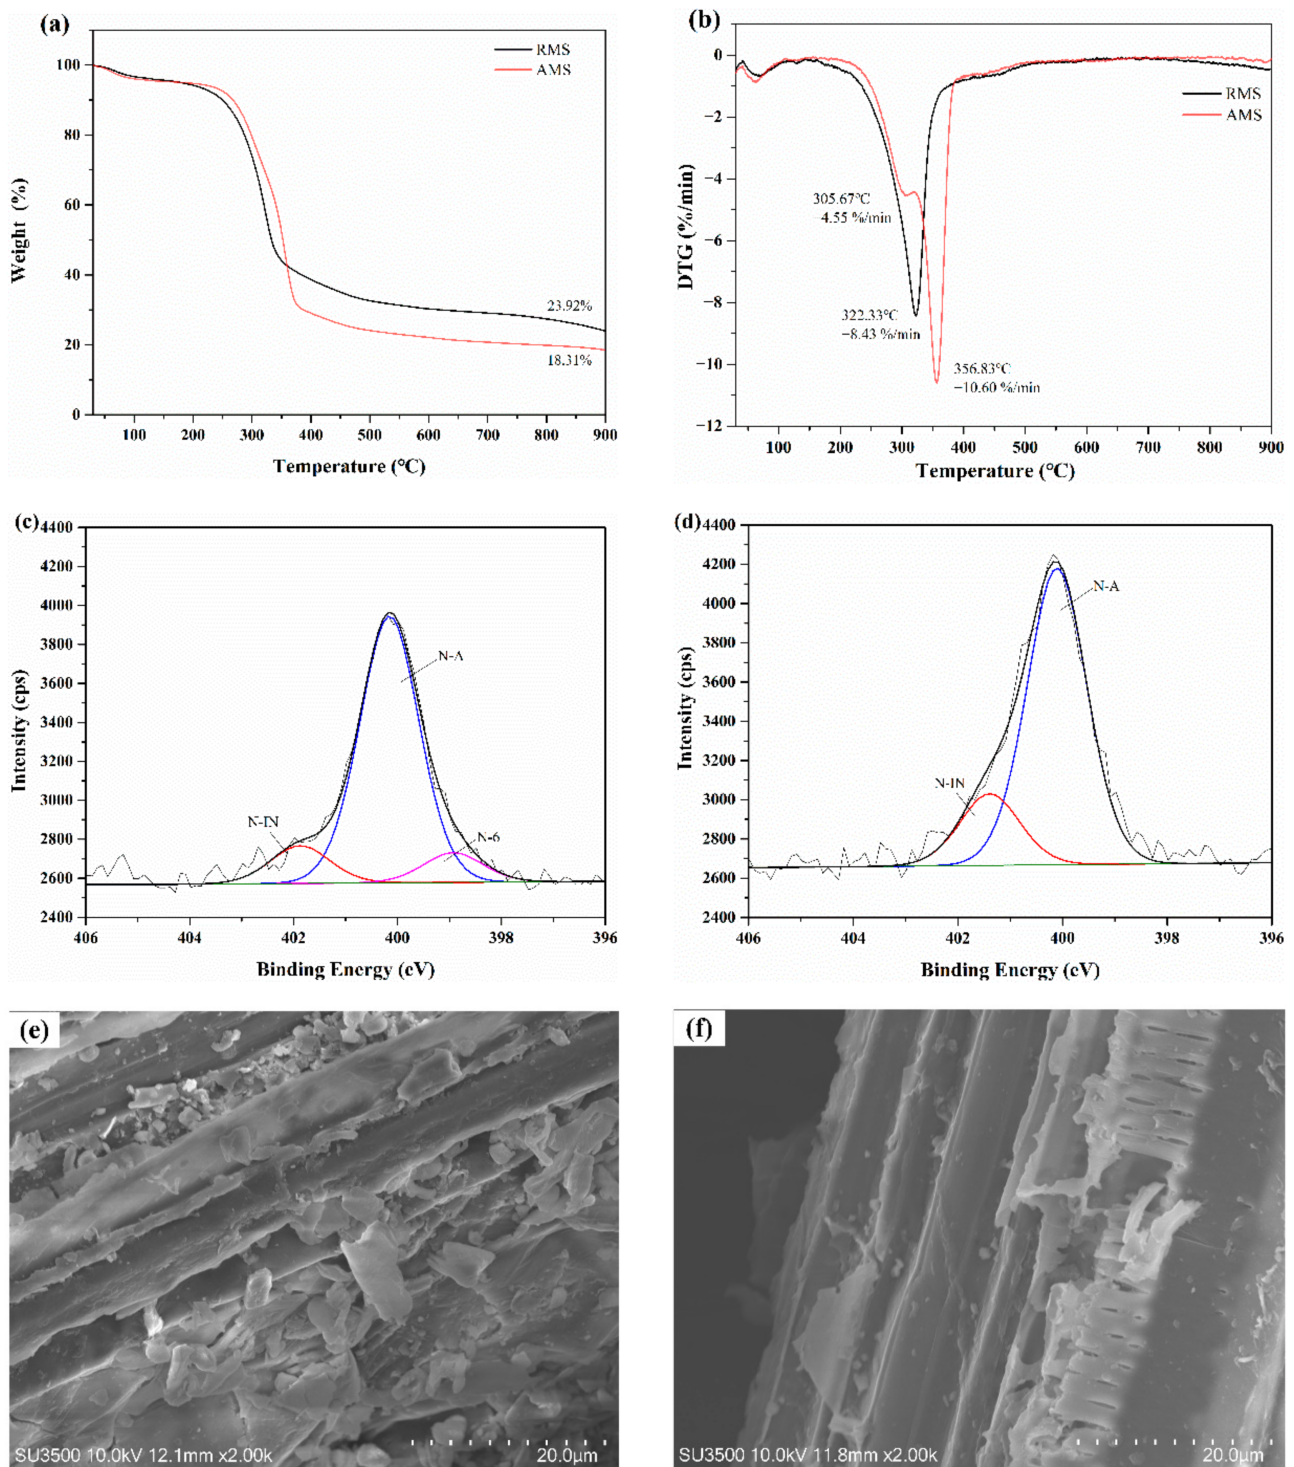 (a)
RMS
AMS
100
80
60
40
20
0
Weight (%)
23.92%
18.31%
100 200 300 400 500 600 700 800 900
Temperature (°C)
(b)
0
−2
−4
−6
−8
−10
−12
DTG (%/min)
RMS
AMS
305.67°C
−4.55 %/min
322.33°C
−8.43 %/min
356.83°C
−10.60 %/min
100 200 300 400 500 600 700 800 900
Temperature (°C)
(c)
4400
4200
4000
3800
3600
3400
3200
3000
2800
2600
2400
Intensity (cps)
N-A
N-IN
N-6
406 404 402 400 398 396
Binding Energy (eV)
(d)
4400
4200
4000
3800
3600
3400
3200
3000
2800
2600
2400
Intensity (cps)
N-A
N-IN
406 404 402 400 398 396
Binding Energy (eV)
(e)
SU3500 10.0kV 12.1mm x2.00k 20.0μm
(f)
SU3500 10.0kV 11.8mm x2.00k 20.0μm